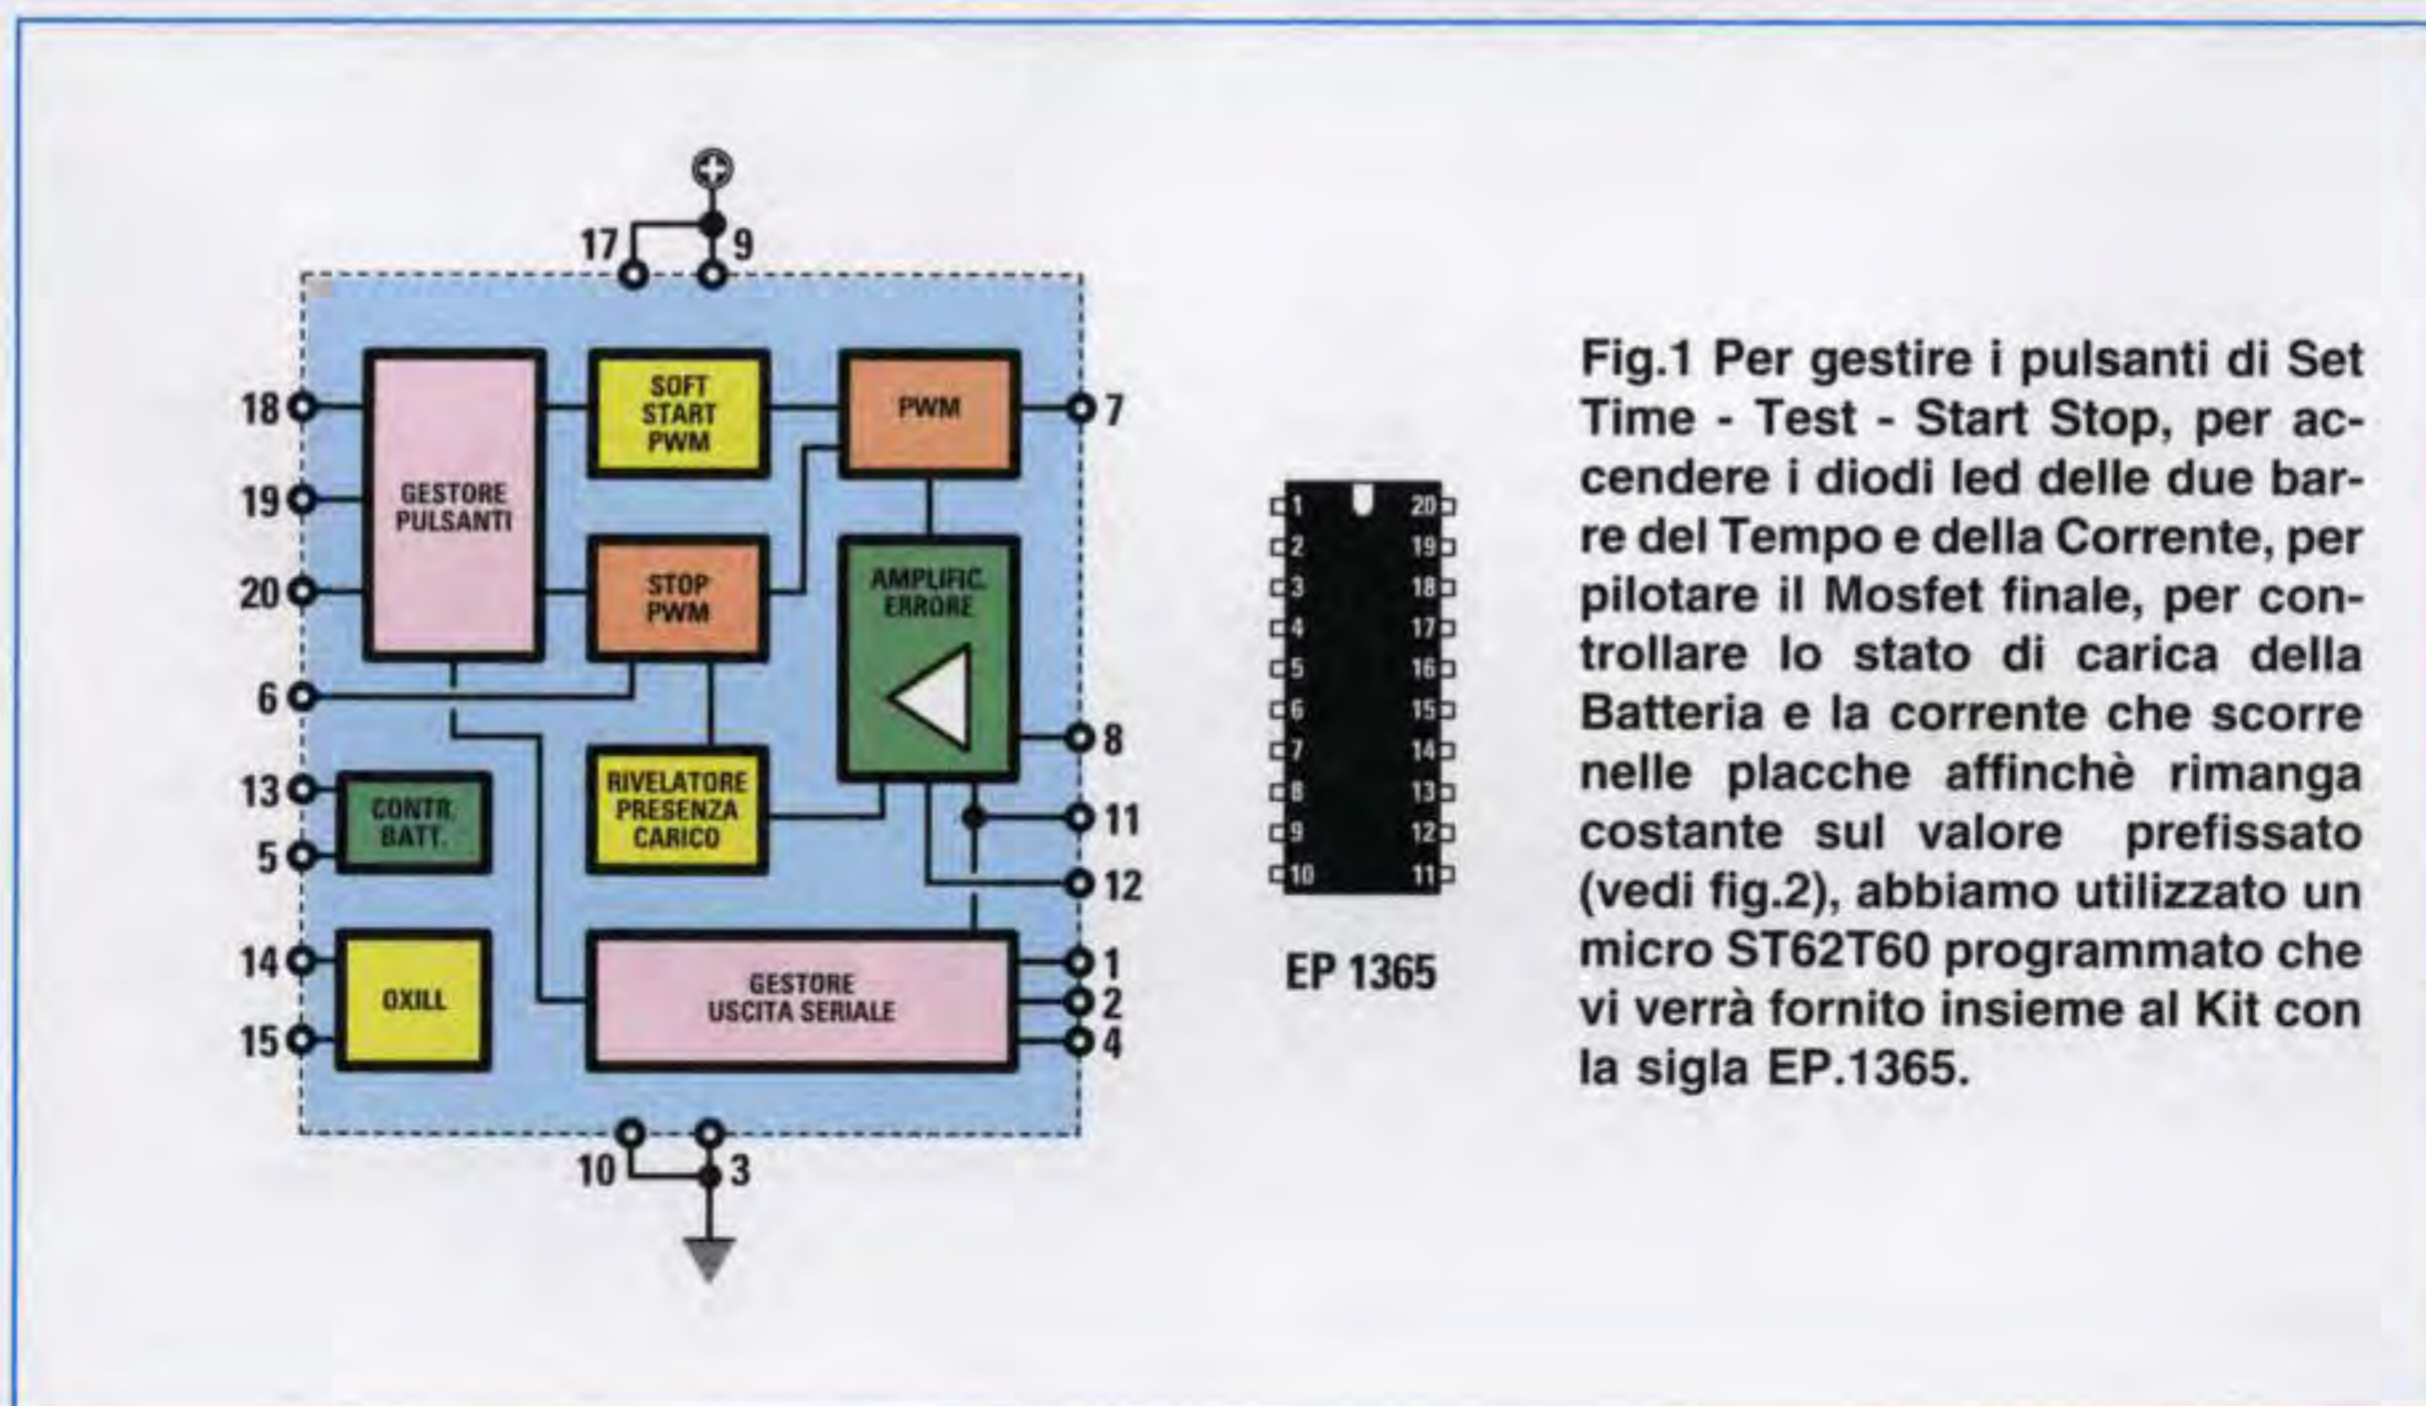 17
9
18
19
20
6
13
5
14
15
GESTORE
PULSANTI
SOFT
START
PWM
PWM
STOP
PWM
AMPLIFIC.
ERRORE
CONTR.
BATT.
RIVELATORE
PRESENZA
CARICO
OXILL
GESTORE
USCITA SERIALE
7
8
11
12
1
2
4
10
3
1 20
2 19
3 18
4 17
5 16
6 15
7 14
8 13
9 12
10 11
EP 1365
Fig.1 Per gestire i pulsanti di Set
Time - Test - Start Stop, per ac-
cendere i diodi led delle due bar-
re del Tempo e della Corrente, per
pilotare il Mosfet finale, per con-
trollare lo stato di carica della
Batteria e la corrente che scorre
nelle placche affinchè rimanga
costante sul valore prefissato
(vedi fig.2), abbiamo utilizzato un
micro ST62T60 programmato che
vi verrà fornito insieme al Kit con
la sigla EP.1365.